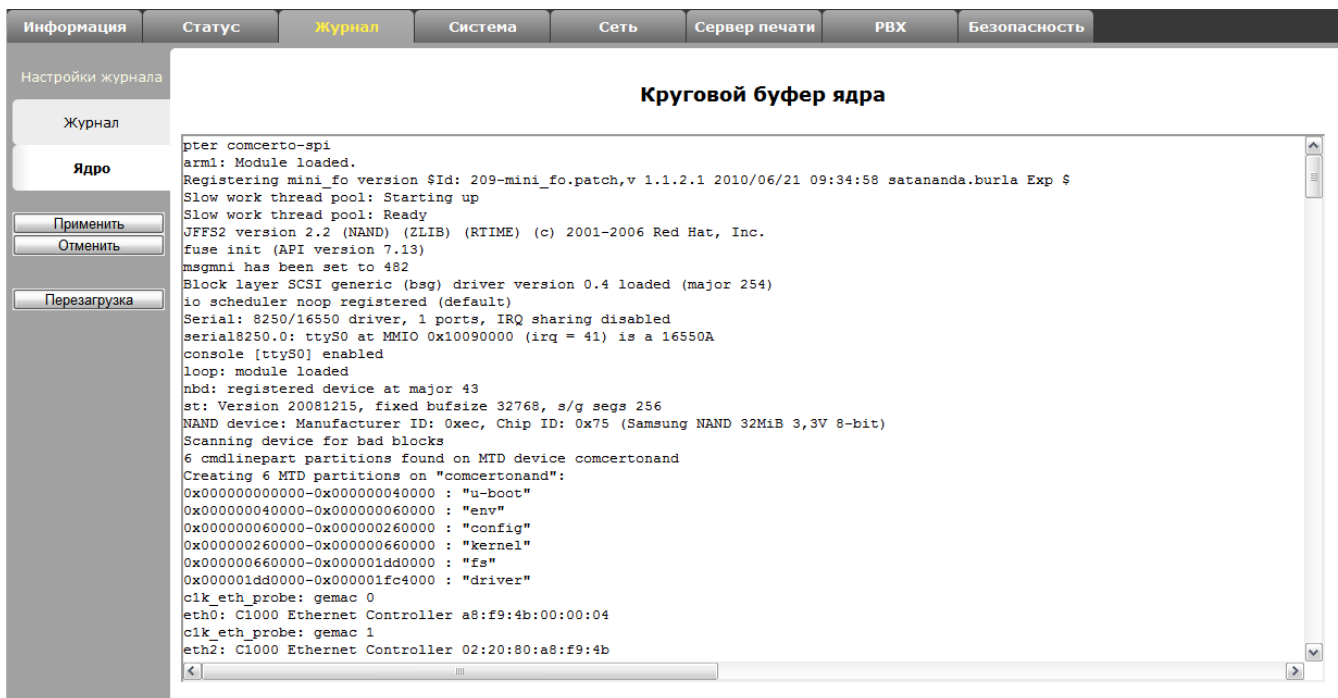 Информация Статус Журнал Система Сеть Сервер печати PBX Безопасность
Настройки журнала
Журнал
Ядро
Применить
Отменить
Перезагрузка
Круговой буфер ядра
pter comcerto-spi
arm1: Module loaded.
Registering mini_fo version $Id: 209-mini_fo.patch,v 1.1.2.1 2010/06/21 09:34:58 satananda.burla Exp $
Slow work thread pool: Starting up
Slow work thread pool: Ready
JFFS2 version 2.2 (NAND) (ZLIB) (RTIME) (c) 2001-2006 Red Hat, Inc.
fuse init (API version 7.13)
msgmni has been set to 482
Block layer SCSI generic (bsg) driver version 0.4 loaded (major 254)
io scheduler noop registered (default)
Serial: 8250/16550 driver, 1 ports, IRQ sharing disabled
serial8250.0: ttyS0 at MMIO 0x10090000 (irq = 41) is a 16550A
console [ttyS0] enabled
loop: module loaded
nbd: registered device at major 43
st: Version 20081215, fixed bufsize 32768, s/g segs 256
NAND device: Manufacturer ID: 0xec, Chip ID: 0x75 (Samsung NAND 32MiB 3,3V 8-bit)
Scanning device for bad blocks
6 cmdlinepart partitions found on MTD device comcertonand
Creating 6 MTD partitions on "comcertonand":
0x000000000000-0x000000040000 : "u-boot"
0x000000040000-0x000000060000 : "env"
0x000000060000-0x000000260000 : "config"
0x000000260000-0x000000660000 : "kernel"
0x000000660000-0x000001dd0000 : "fs"
0x000001dd0000-0x000001fc4000 : "driver"
c1k_eth_probe: gemac 0
eth0: C1000 Ethernet Controller a8:f9:4b:00:00:04
c1k_eth_probe: gemac 1
eth2: C1000 Ethernet Controller 02:20:80:a8:f9:4b